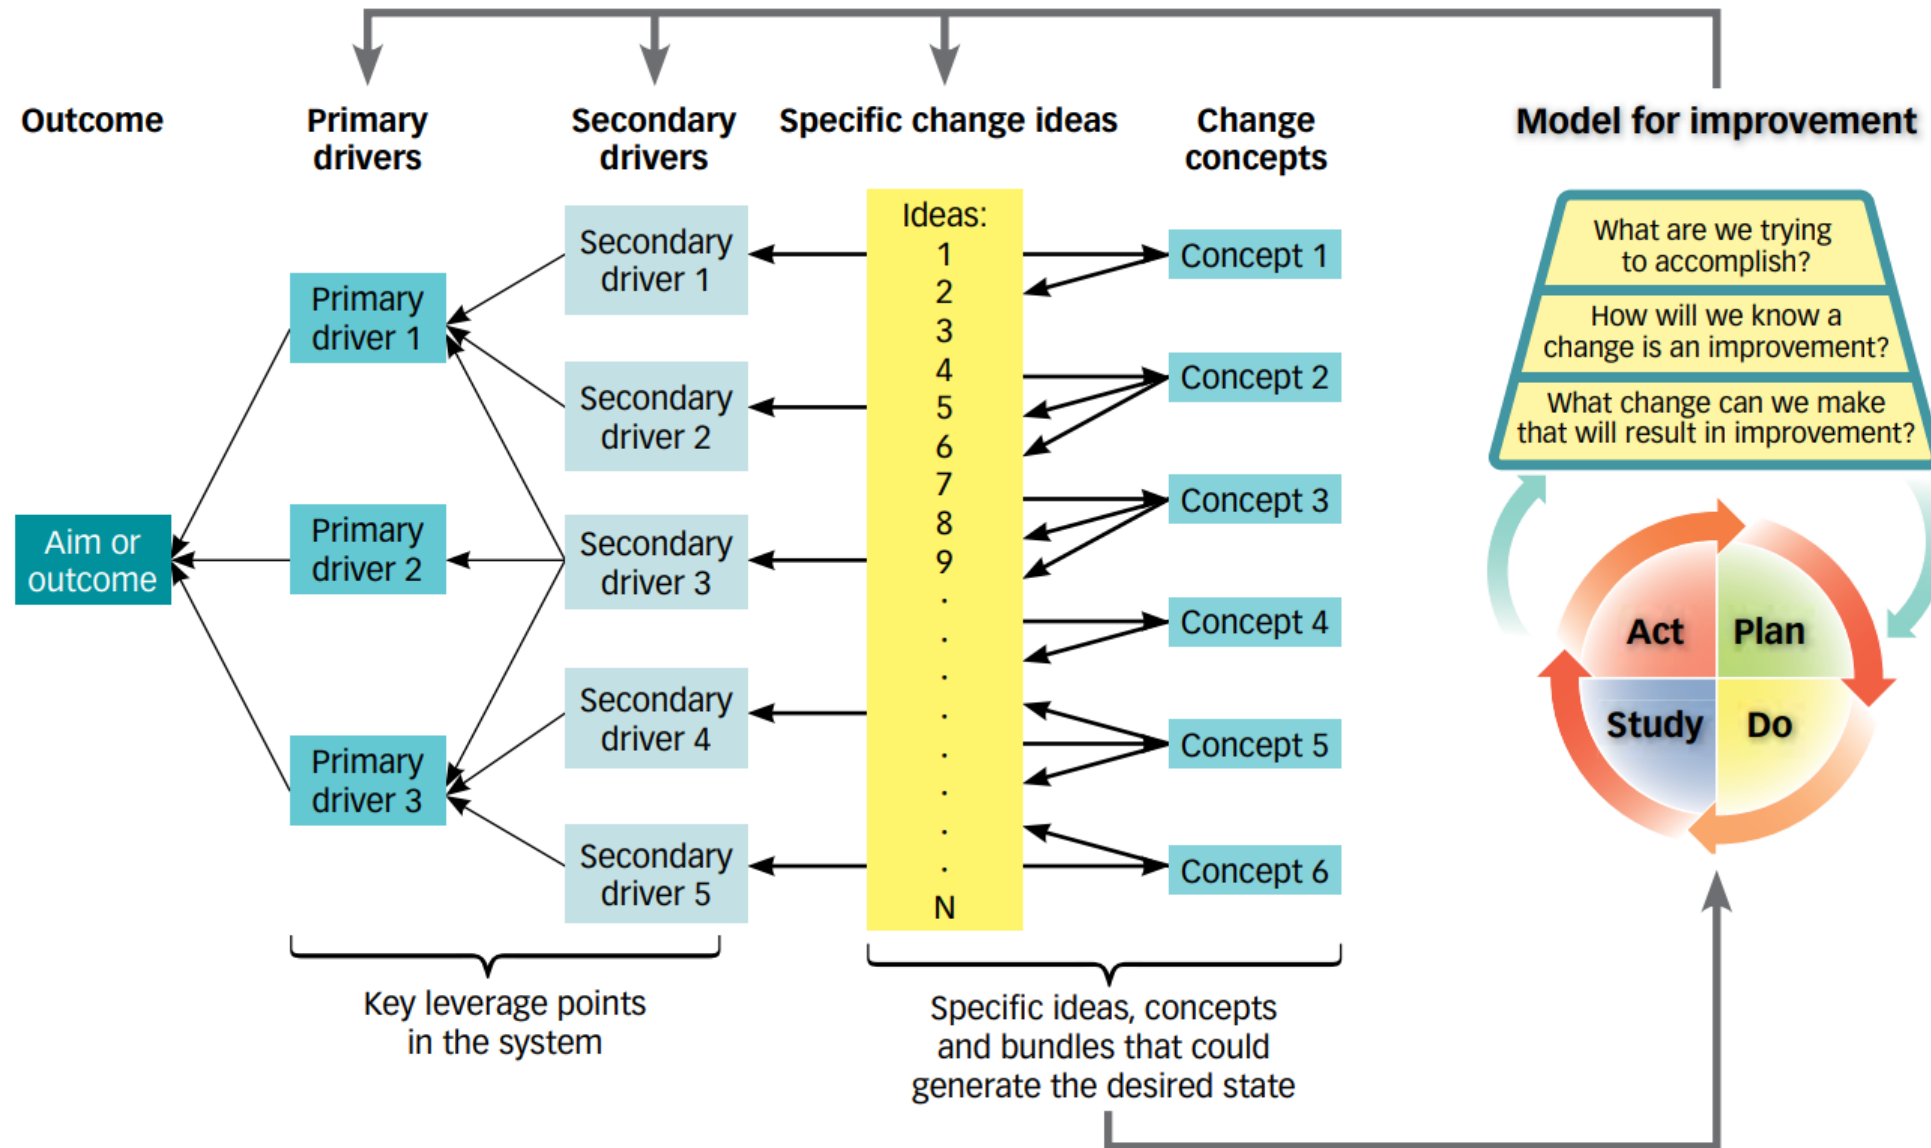 Outcome
Primary
drivers
Secondary
drivers
Specific change ideas
Change
concepts
Model for improvement
Aim or
outcome
Primary
driver 1
Primary
driver 2
Primary
driver 3
Secondary
driver 1
Secondary
driver 2
Secondary
driver 3
Secondary
driver 4
Secondary
driver 5
Ideas:
1
2
3
4
5
6
7
8
9
.
.
.
.
.
.
.
.
N
Concept 1
Concept 2
Concept 3
Concept 4
Concept 5
Concept 6
What are we trying
to accomplish?
How will we know a
change is an improvement?
What change can we make
that will result in improvement?
Act
Plan
Study
Do
Key leverage points
in the system
Specific ideas, concepts
and bundles that could
generate the desired state